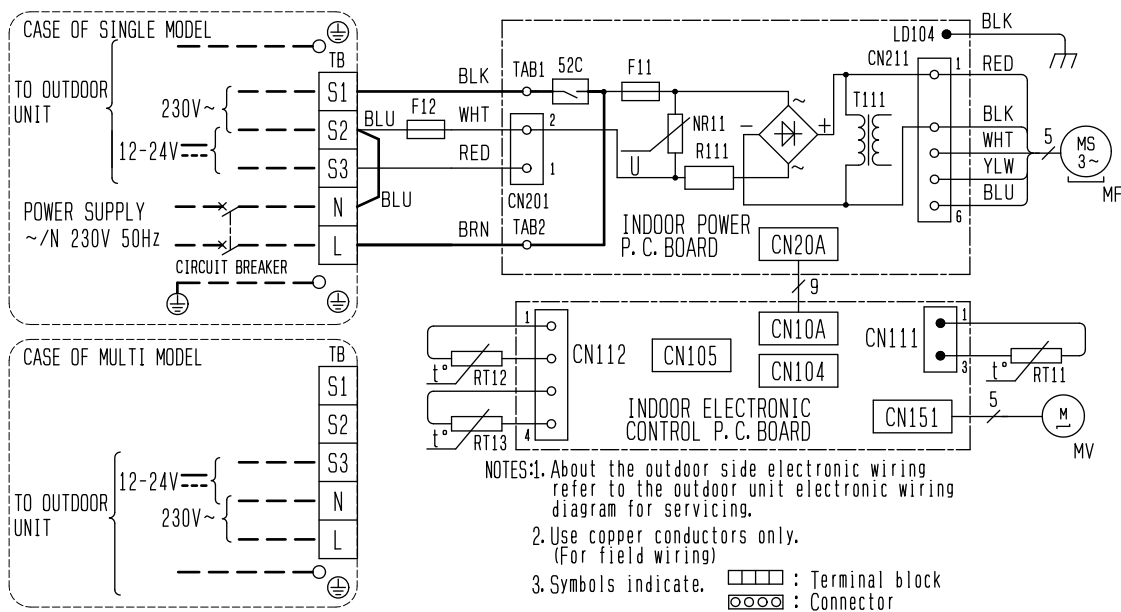 CASE OF SINGLE MODEL
TO OUTDOOR
UNIT
230V~
12-24V
POWER SUPPLY
~/N 230V 50Hz
CIRCUIT BREAKER
TB
S1
S2
S3
N
L
BLK
BLU
F12
WHT
RED
BLU
BRN
TAB1
52C
F11
2
1
CN201
TAB2
NR11
U
R111
~
-
+
~
T111
INDOOR POWER
P.C.BOARD
CN20A
LD104
CN211
1
6
BLK
RED
BLK
WHT
YLW
BLU
5
MS
3~
MF
9
CASE OF MULTI MODEL
TO OUTDOOR
UNIT
12-24V
230V~
TB
S1
S2
S3
N
L
t°
RT12
t°
RT13
1
4
CN112
CN105
CN10A
CN104
CN111
1
3
t°
RT11
CN151
5
M
MV
INDOOR ELECTRONIC
CONTROL P.C.BOARD
NOTES:1. About the outdoor side electronic wiring
refer to the outdoor unit electronic wiring
diagram for servicing.
2. Use copper conductors only.
(For field wiring)
3. Symbols indicate.
: Terminal block
: Connector